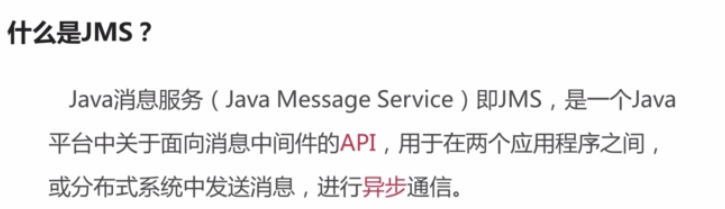 什么是JMS？
Java消息服务（Java Message Service）即JMS，是一个Java
平台中关于面向消息中间件的API，用于在两个应用程序之间，
或分布式系统中发送消息，进行异步通信。